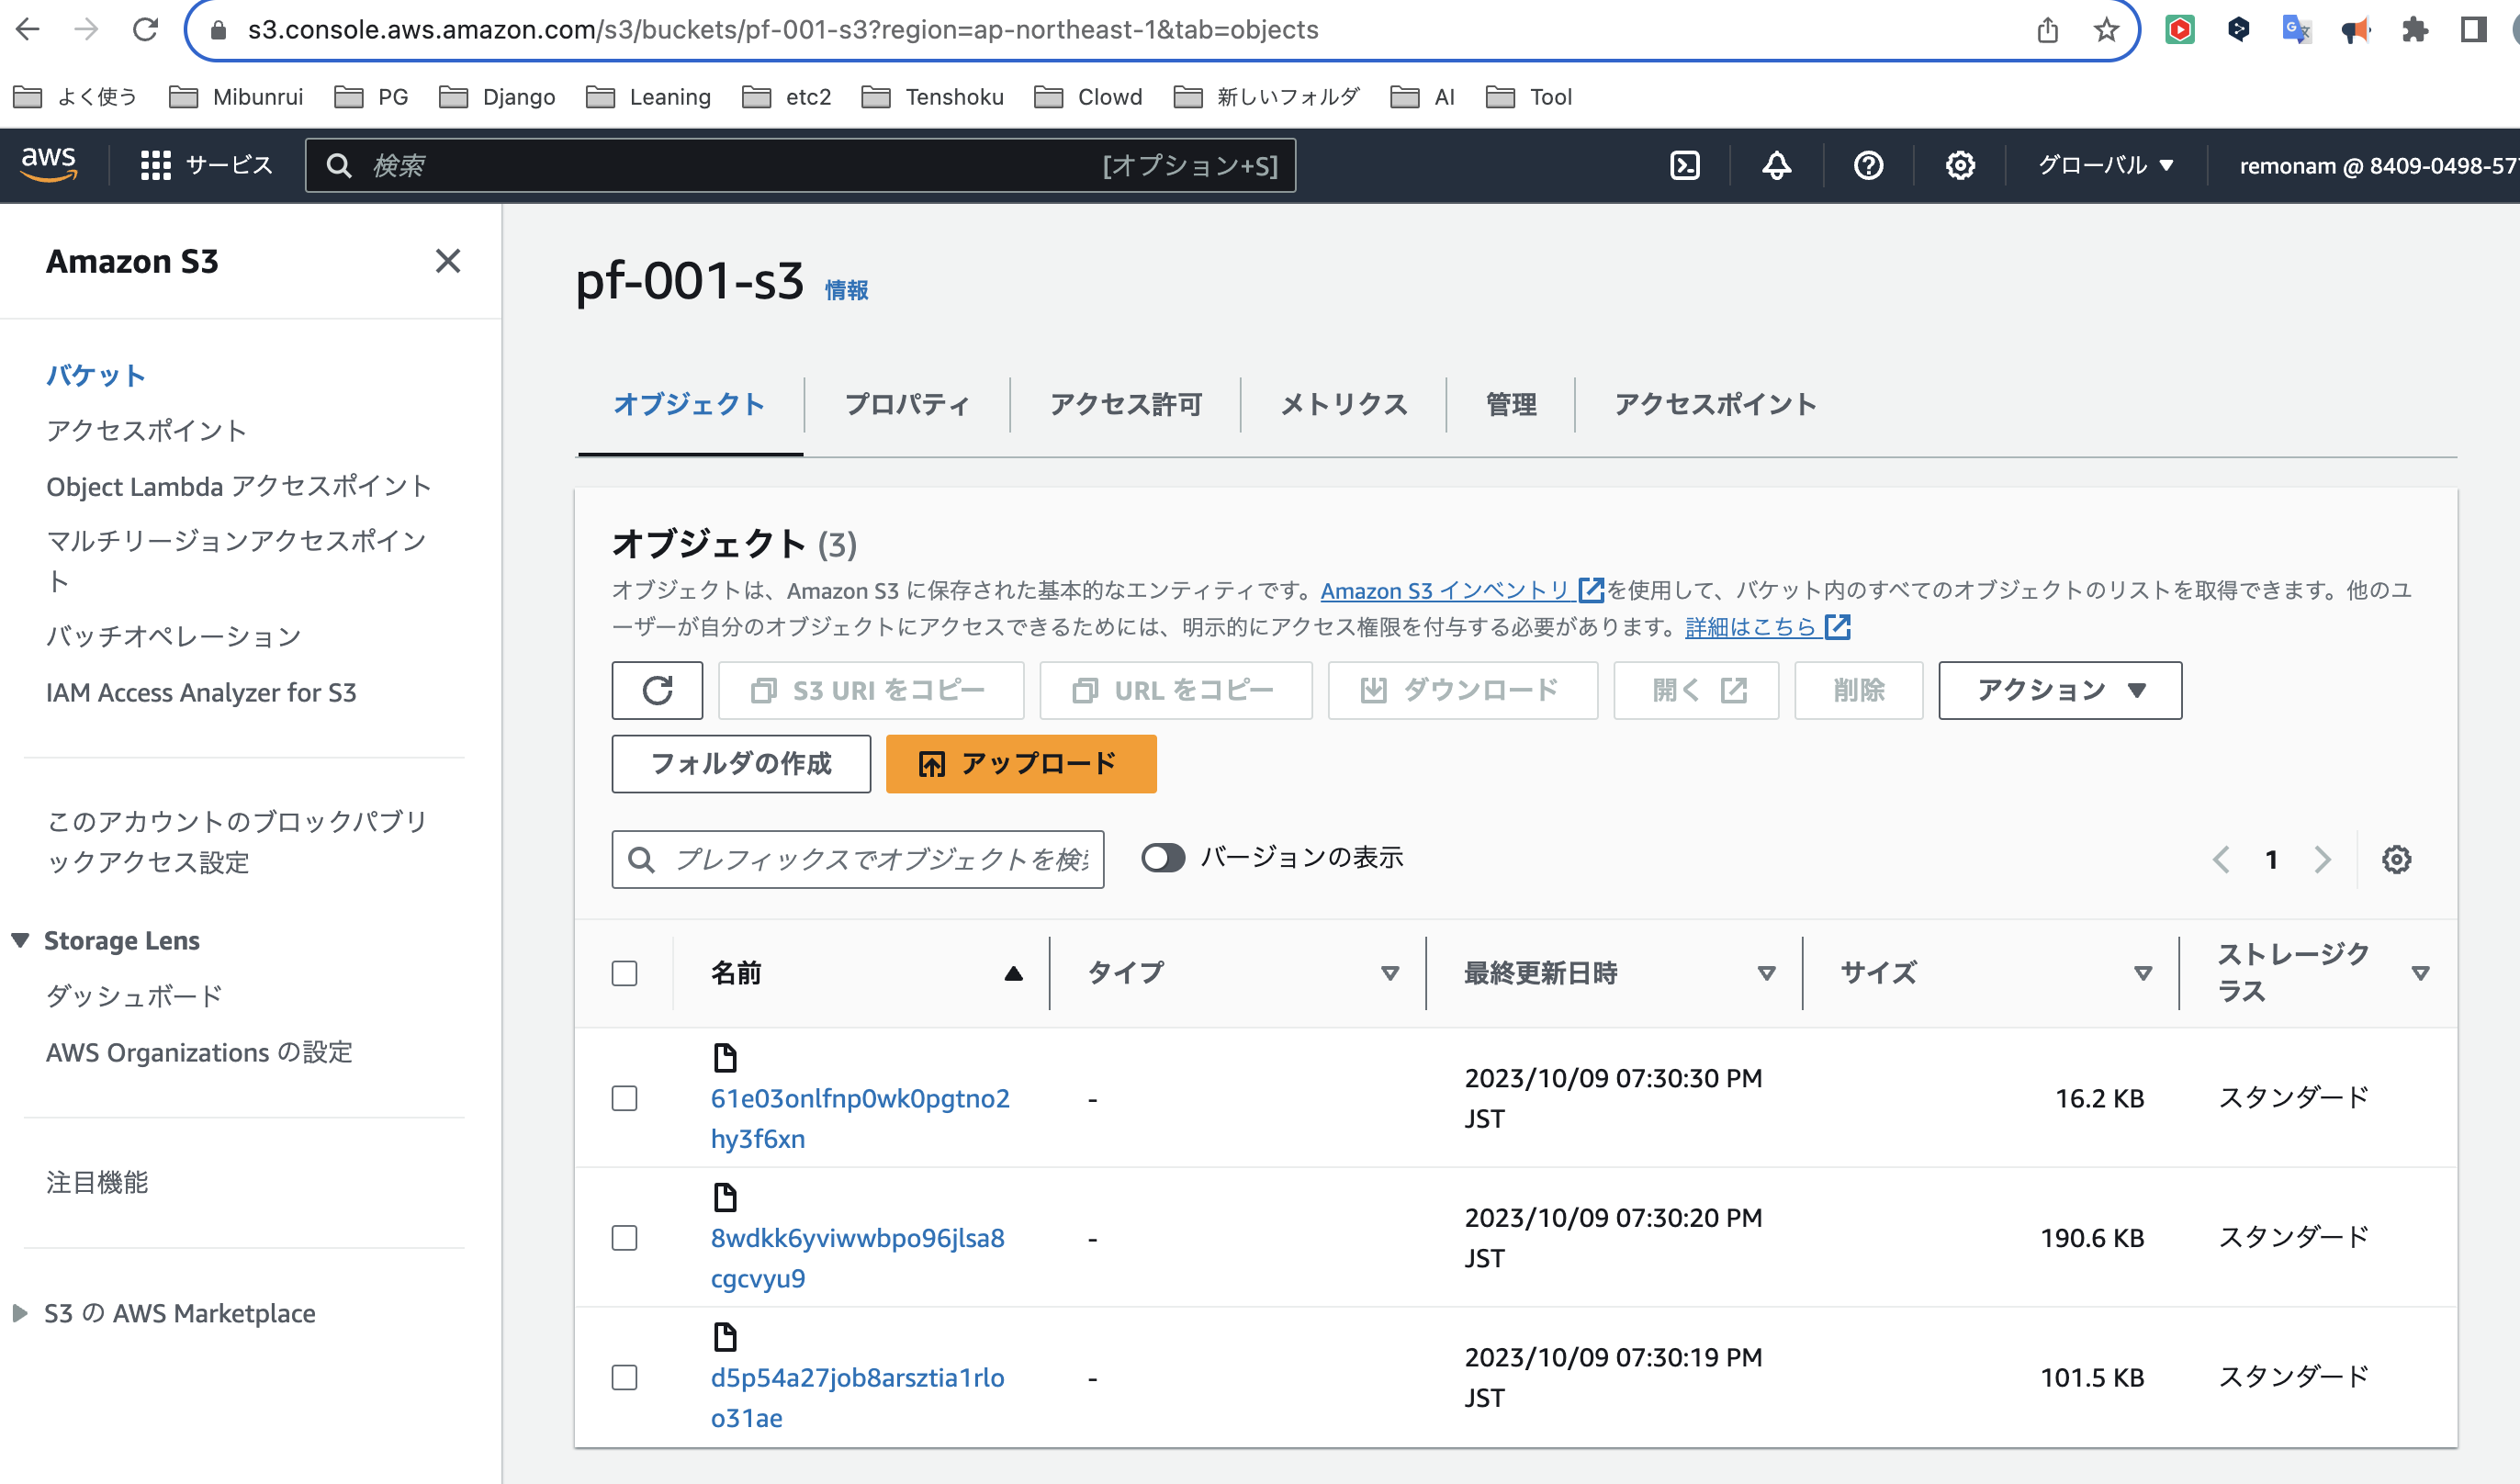 s3.console.aws.amazon.com/s3/buckets/pf-001-s3?region=ap-northeast-1&tab=objects
よく使う Mibunrui PG Django Leaning etc2 Tenshoku Clowd 新しいフォルダ AI Tool
aws サービス 検索 [オプション+S] グローバル remonam @ 8409-0498-57
Amazon S3
バケット
アクセスポイント
Object Lambda アクセスポイント
マルチリージョンアクセスポイン
ト
バッチオペレーション
IAM Access Analyzer for S3
このアカウントのブロックパブリ
ックアクセス設定
Storage Lens
ダッシュボード
AWS Organizations の設定
注目機能
S3 の AWS Marketplace
pf-001-s3 情報
オブジェクト プロパティ アクセス許可 メトリクス 管理 アクセスポイント
オブジェクト (3)
オブジェクトは、Amazon S3 に保存された基本的なエンティティです。Amazon S3 インベントリ を使用して、バケット内のすべてのオブジェクトのリストを取得できます。他のユ
ーザーが自分のオブジェクトにアクセスできるためには、明示的にアクセス権限を付与する必要があります。詳細はこちら
S3 URI をコピー URL をコピー ダウンロード 開く 削除 アクション
フォルダの作成 アップロード
プレフィックスでオブジェクトを検 バージョンの表示 1
名前 タイプ 最終更新日時 サイズ ストレージク
ラス
61e03onlfnp0wk0pgtno2
hy3f6xn
-
2023/10/09 07:30:30 PM
JST
16.2 KB
スタンダード
8wdkk6yviwwbpo96jlsa8
cgcvyu9
-
2023/10/09 07:30:20 PM
JST
190.6 KB
スタンダード
d5p54a27job8arsztia1rlo
o31ae
-
2023/10/09 07:30:19 PM
JST
101.5 KB
スタンダード